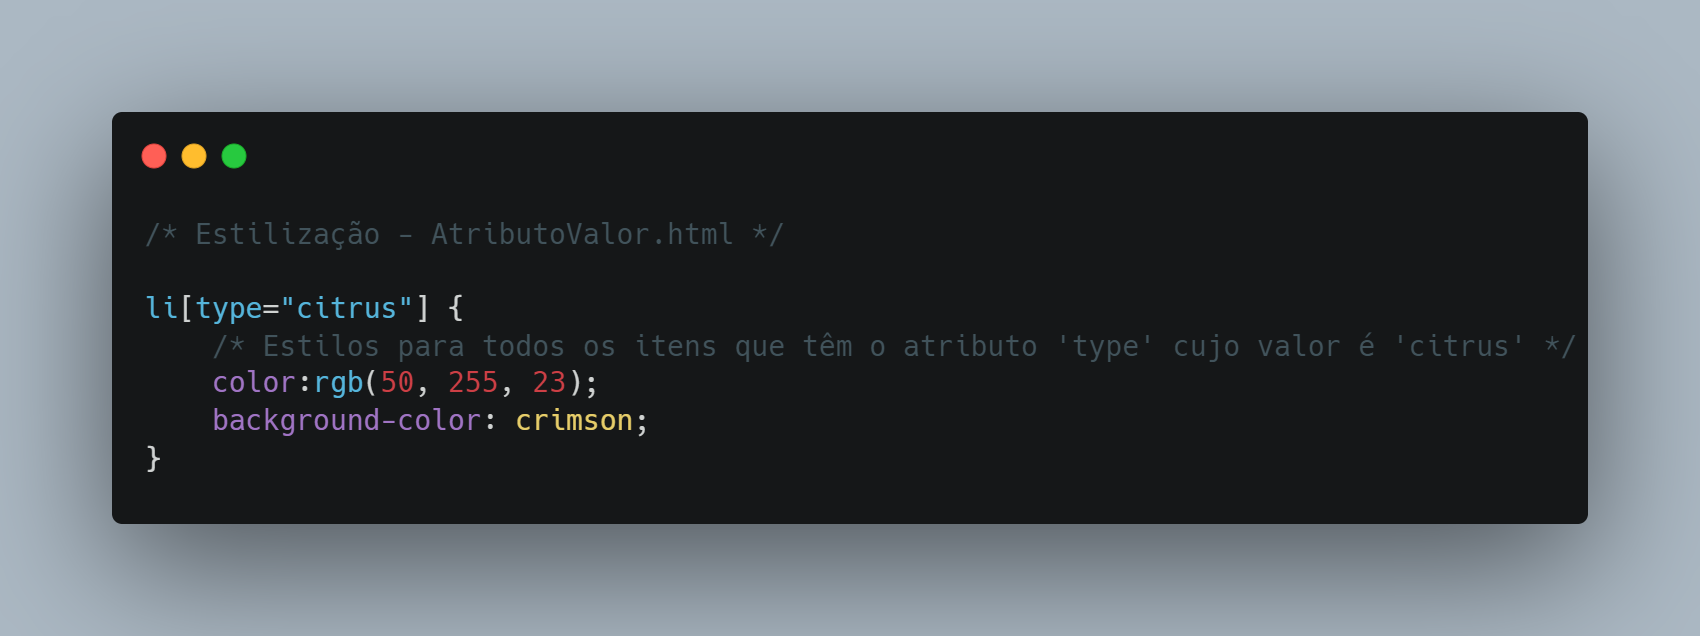 /* Estilização - AtributoValor.html */
li[type="citrus"] {
/* Estilos para todos os itens que têm o atributo 'type' cujo valor é 'citrus' */
color:rgb(50, 255, 23);
background-color: crimson;
}